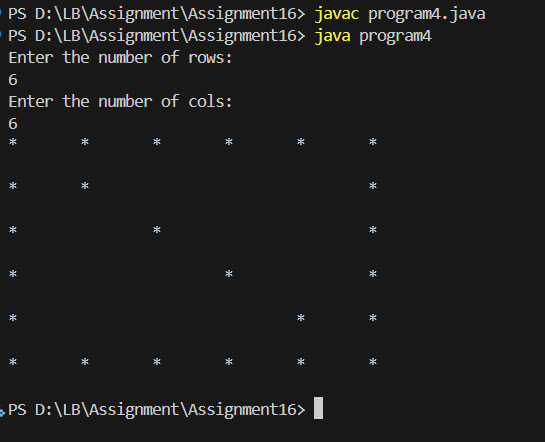 PS D:\LB\Assignment\Assignment16> javac program4.java
PS D:\LB\Assignment\Assignment16> java program4
Enter the number of rows:
6
Enter the number of cols:
6
*       *       *       *       *       *
*       *                               *
*               *                       *
*                       *               *
*                               *       *
*       *       *       *       *       *
PS D:\LB\Assignment\Assignment16>